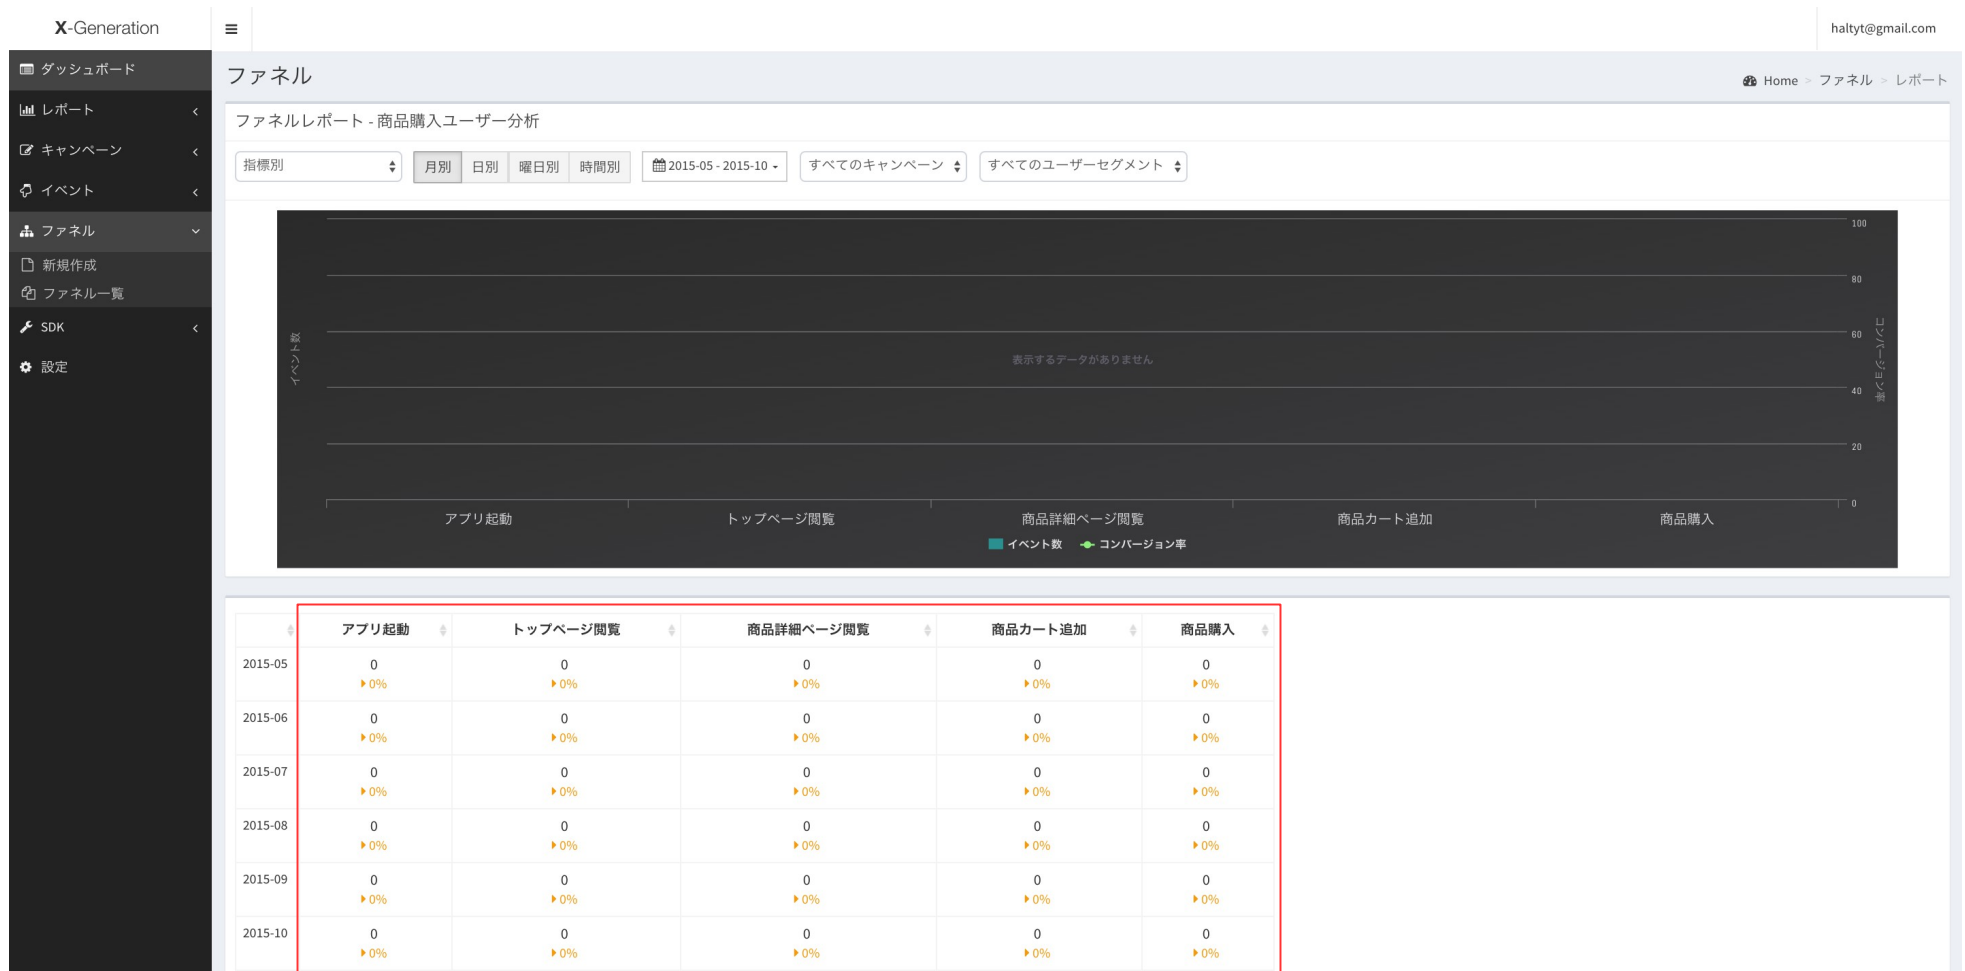 X-Generation
haltyt@gmail.com
ダッシュボード
レポート
キャンペーン
イベント
ファネル
新規作成
ファネル一覧
SDK
設定
ファネル
Home > ファネル > レポート
ファネルレポート - 商品購入ユーザー分析
指標別 月別 日別 曜日別 時間別 2015-05 - 2015-10 すべてのキャンペーン すべてのユーザーセグメント
100
80
60
40
20
0
イベント数
コンバージョン率
表示するデータがありません
アプリ起動 トップページ閲覧 商品詳細ページ閲覧 商品カート追加 商品購入
イベント数 コンバージョン率
アプリ起動 トップページ閲覧 商品詳細ページ閲覧 商品カート追加 商品購入
2015-05 0 0 0 0 0
0% 0% 0% 0% 0%
2015-06 0 0 0 0 0
0% 0% 0% 0% 0%
2015-07 0 0 0 0 0
0% 0% 0% 0% 0%
2015-08 0 0 0 0 0
0% 0% 0% 0% 0%
2015-09 0 0 0 0 0
0% 0% 0% 0% 0%
2015-10 0 0 0 0 0
0% 0% 0% 0% 0%